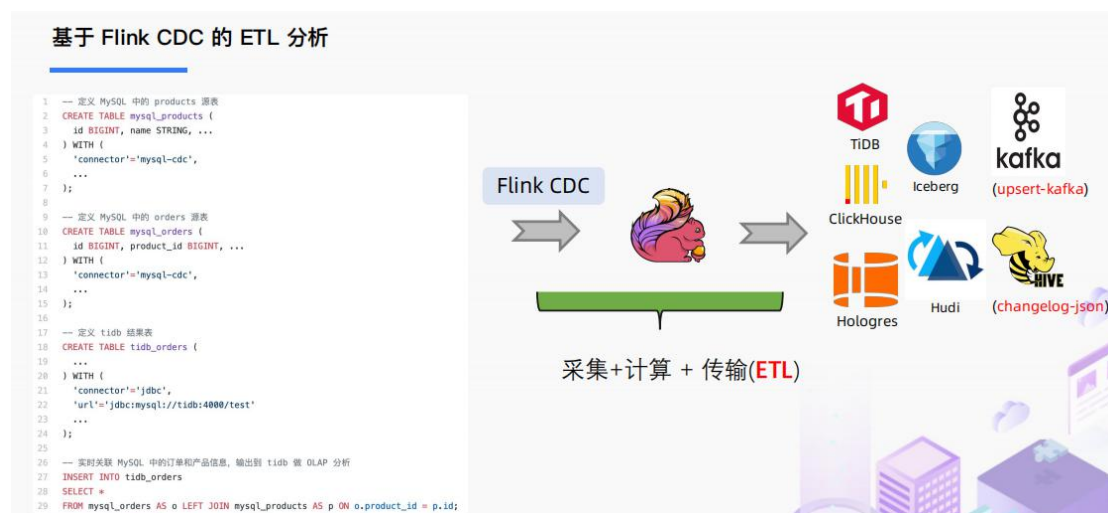 基于 Flink CDC 的 ETL 分析
1 -- 定义 MySQL 中的 products 源表
2 CREATE TABLE mysql_products (
3 id BIGINT, name STRING, ...
4 ) WITH (
5 'connector'='mysql-cdc',
6 ...
7 );
8
9 -- 定义 MySQL 中的 orders 源表
10 CREATE TABLE mysql_orders (
11 id BIGINT, product_id BIGINT, ...
12 ) WITH (
13 'connector'='mysql-cdc',
14 ...
15 );
16
17 -- 定义 tidb 结果表
18 CREATE TABLE tidb_orders (
19 ...
20 ) WITH (
21 'connector'='jdbc',
22 'url'='jdbc:mysql://tidb:4000/test'
23 ...
24 );
25
26 -- 实时关联 MySQL 中的订单和产品信息, 输出到 tidb 做 OLAP 分析
27 INSERT INTO tidb_orders
28 SELECT *
29 FROM mysql_orders AS o LEFT JOIN mysql_products AS p ON o.product_id = p.id;
Flink CDC
采集+计算 + 传输(ETL)
TiDB
Iceberg
kafka
(upsert-kafka)
ClickHouse
Hologres
Hudi
HIVE
(changelog-json)